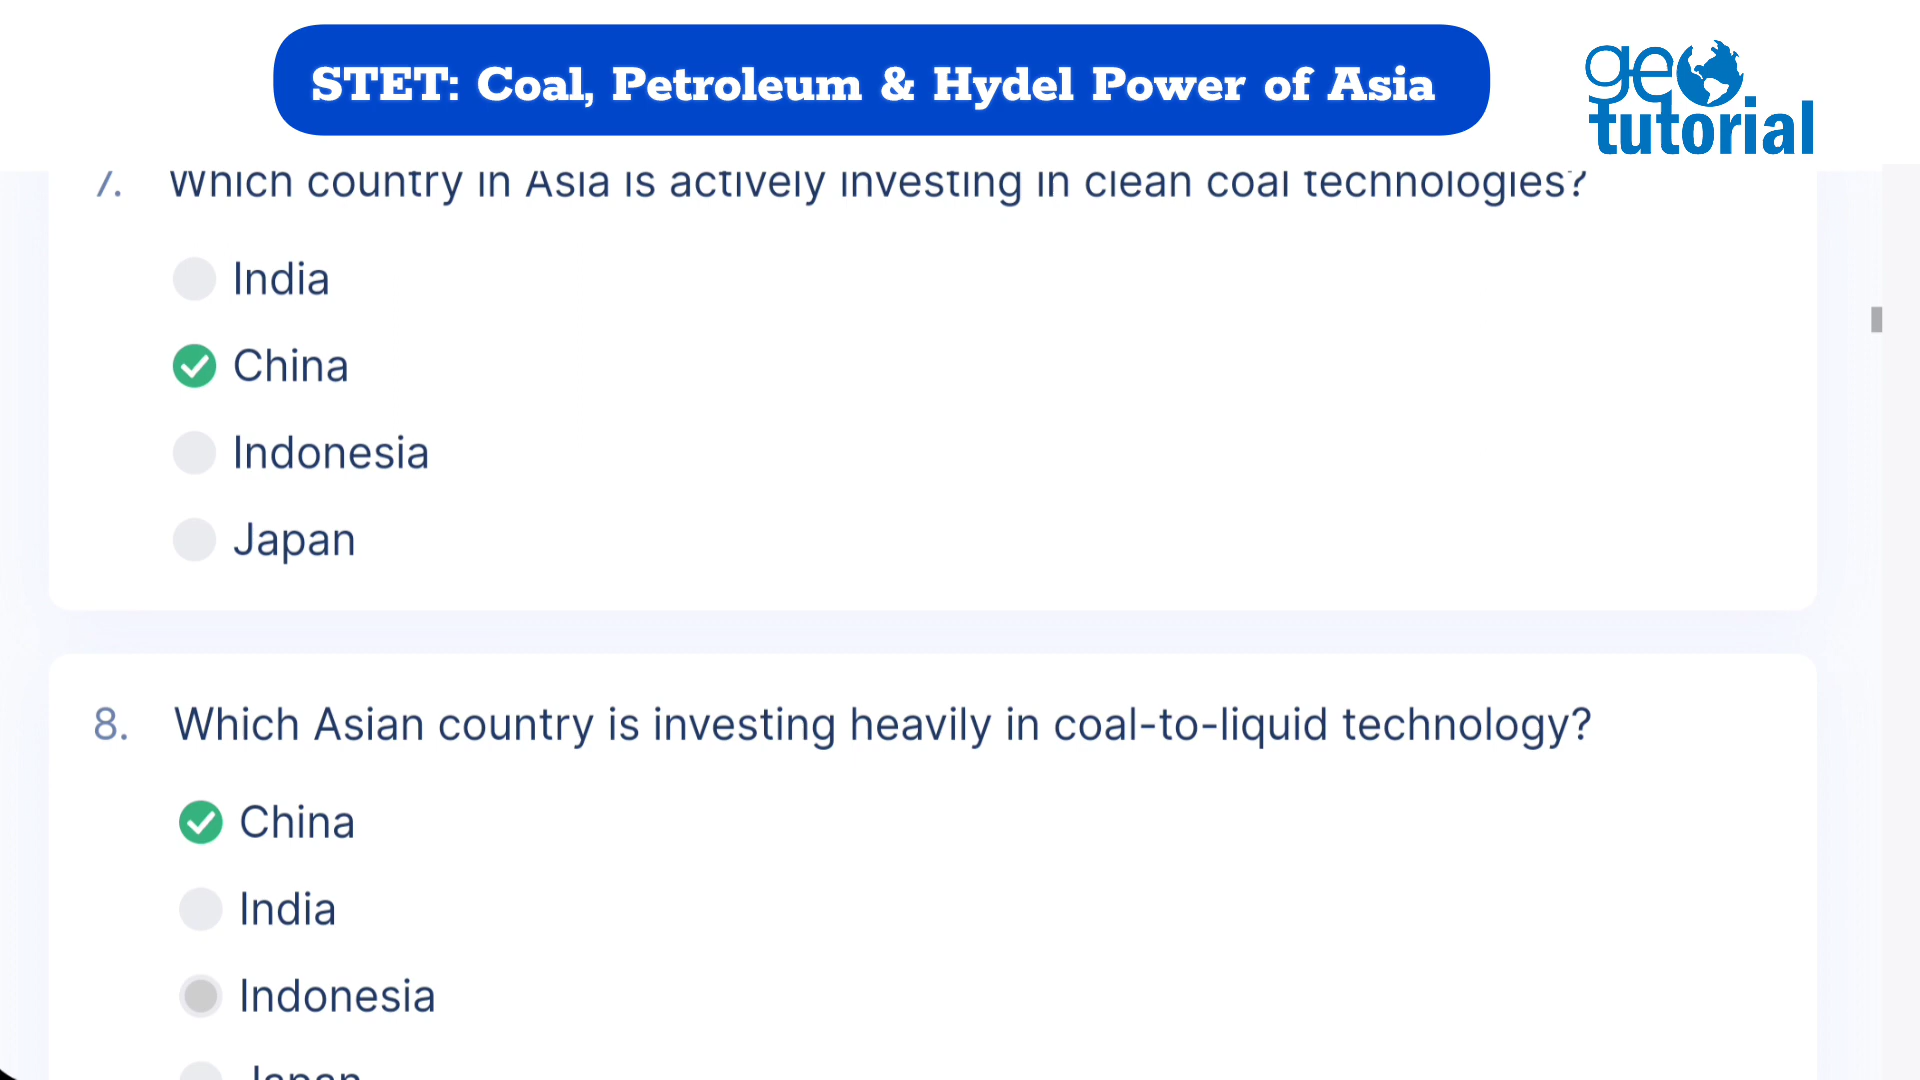 STET: Coal, Petroleum & Hydel Power of Asia
geo
tutorial
7. Which country in Asia is actively investing in clean coal technologies?
India
China
Indonesia
Japan
8. Which Asian country is investing heavily in coal-to-liquid technology?
China
India
Indonesia
Japan